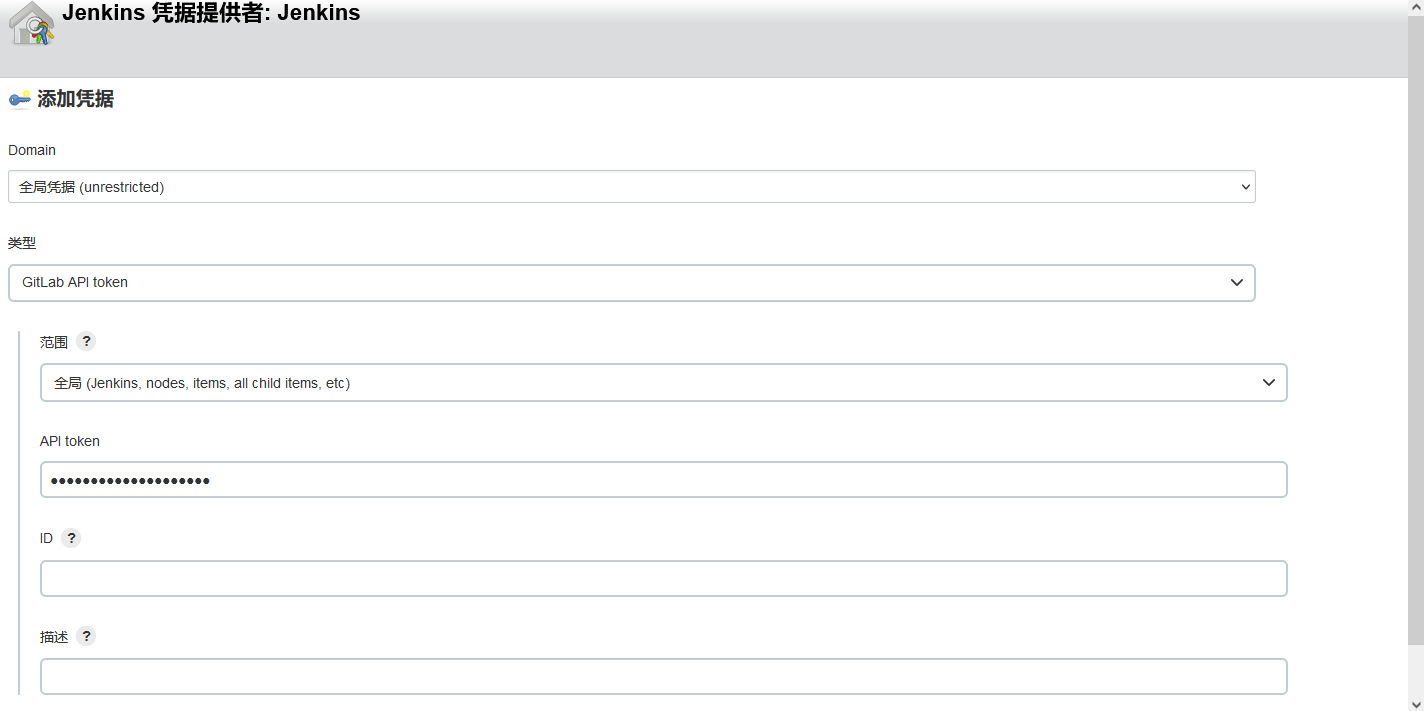 Jenkins 凭据提供者: Jenkins
添加凭据
Domain
全局凭据 (unrestricted)
类型
GitLab API token
范围 ?
全局 (Jenkins, nodes, items, all child items, etc)
API token
••••••••••••••••••••
ID ?
描述 ?